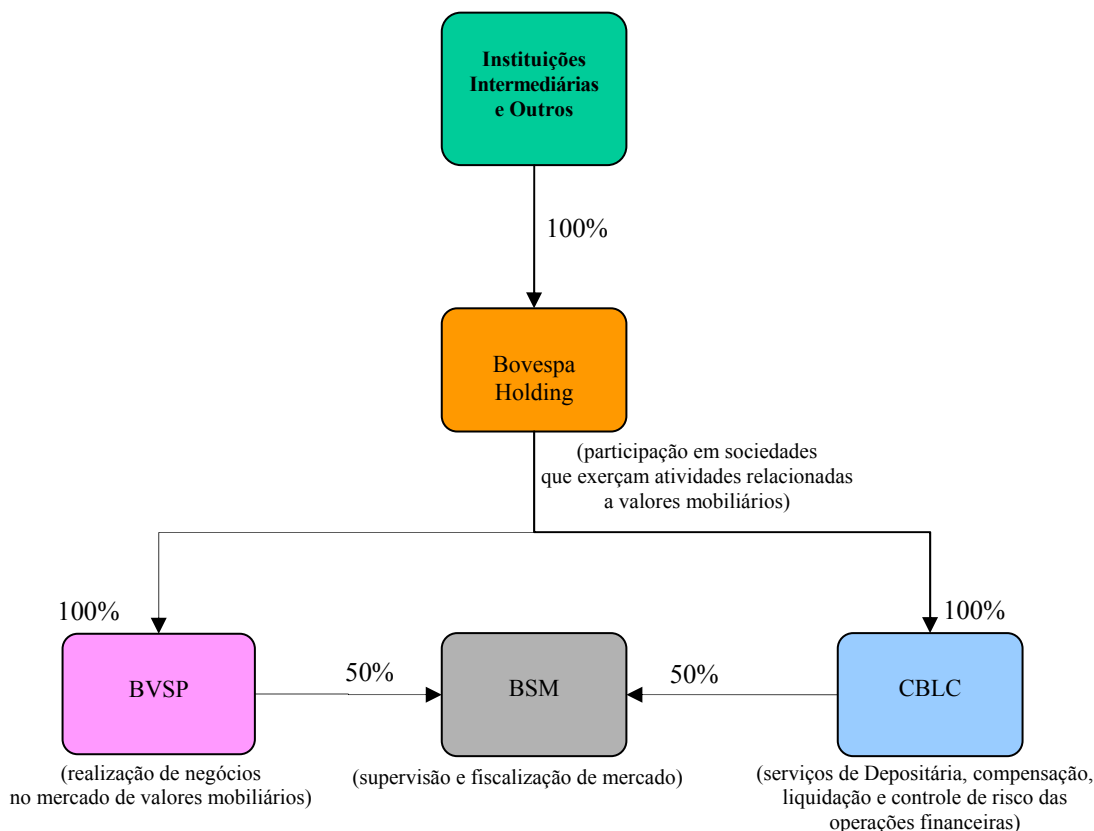 Instituições
Intermediárias
e Outros
100%
Bovespa
Holding
(participação em sociedades
que exerçam atividades relacionadas
a valores mobiliários)
100%
100%
BVSP
50%
BSM
50%
CBLC
(realização de negócios
no mercado de valores mobiliários)
(supervisão e fiscalização de mercado)
(serviços de Depositária, compensação,
liquidação e controle de risco das
operações financeiras)